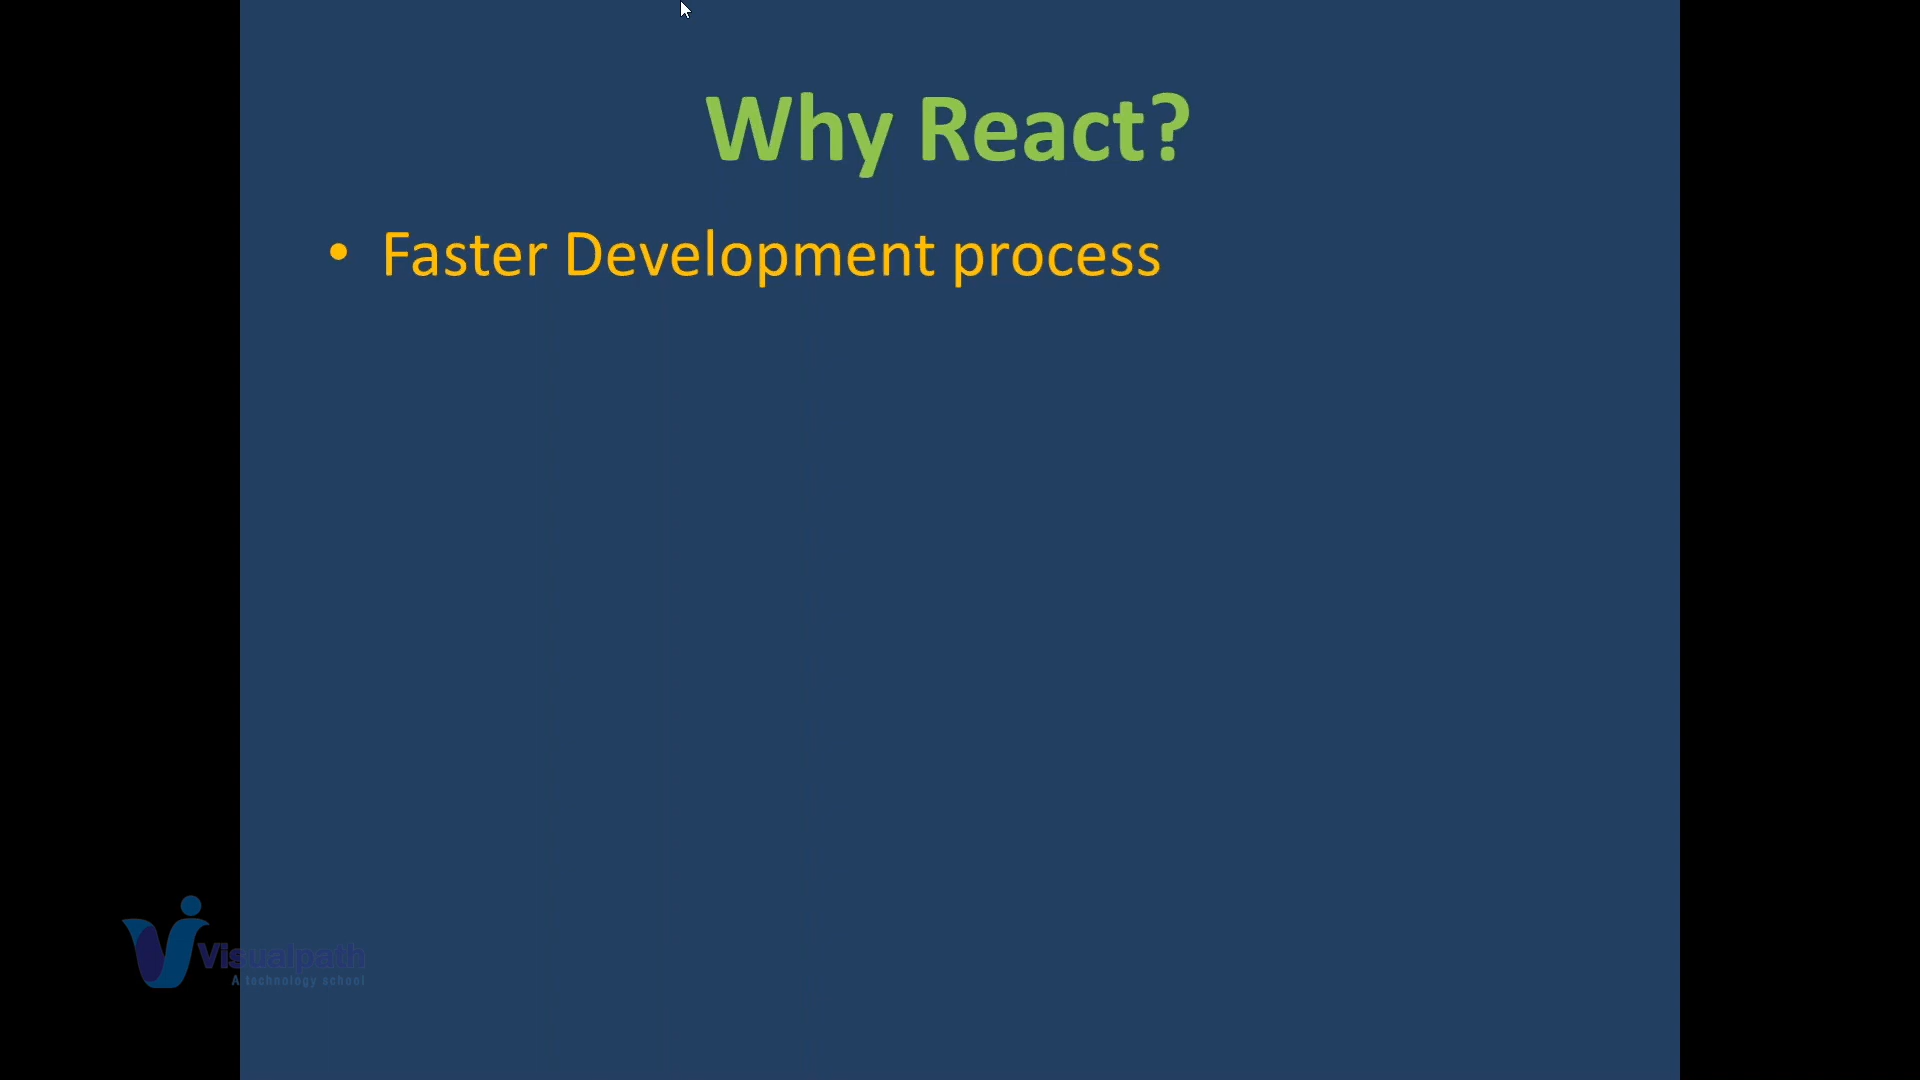 Why React?
• Faster Development process
Visualpath
A technology school